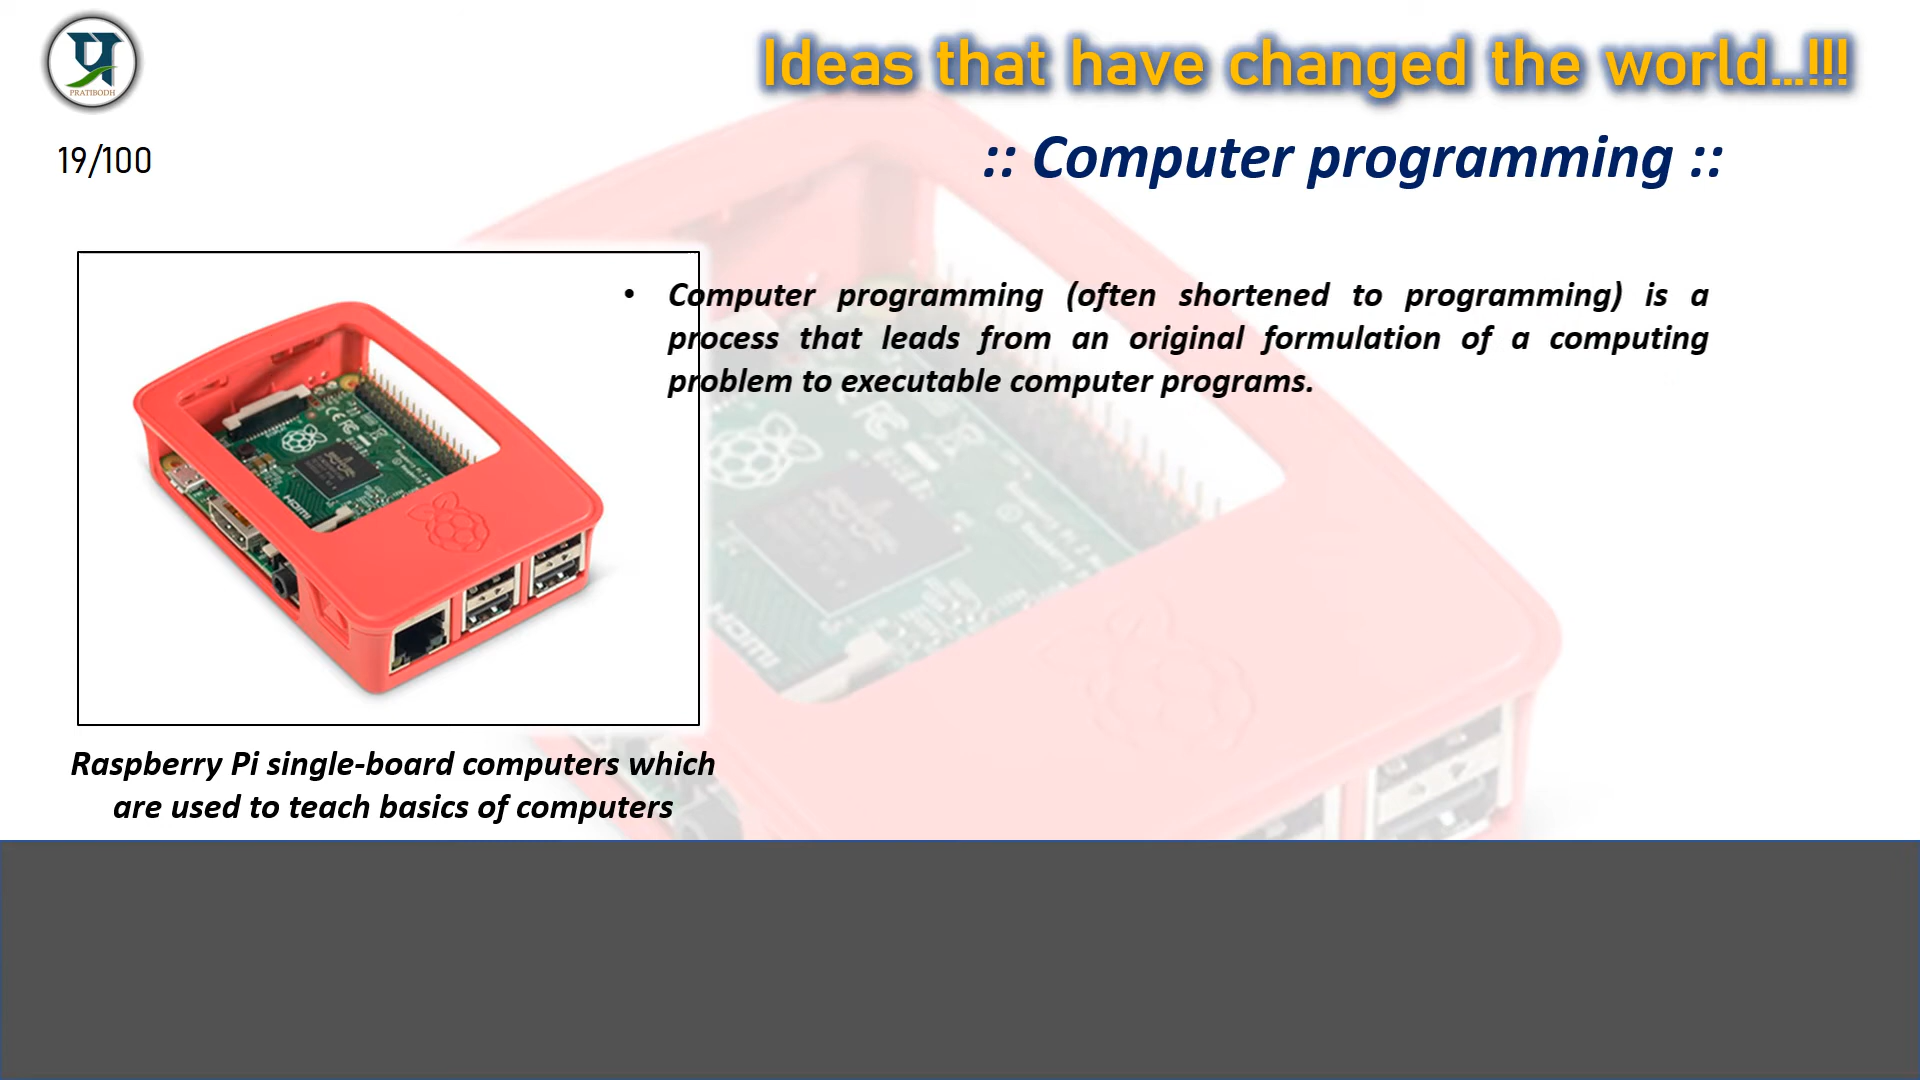 PRATIBODH
Ideas that have changed the world...!!!
19/100
:: Computer programming ::
• Computer programming (often shortened to programming) is a
process that leads from an original formulation of a computing
problem to executable computer programs.
HDMI
HDMI
Raspberry Pi single-board computers which
are used to teach basics of computers